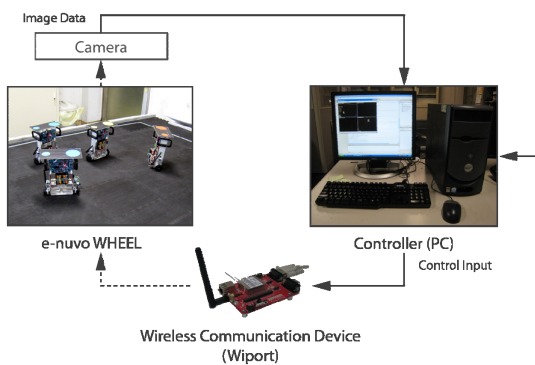 Image Data
Camera
e-nuvo WHEEL
Controller (PC)
Control Input
Wireless Communication Device
(Wiport)